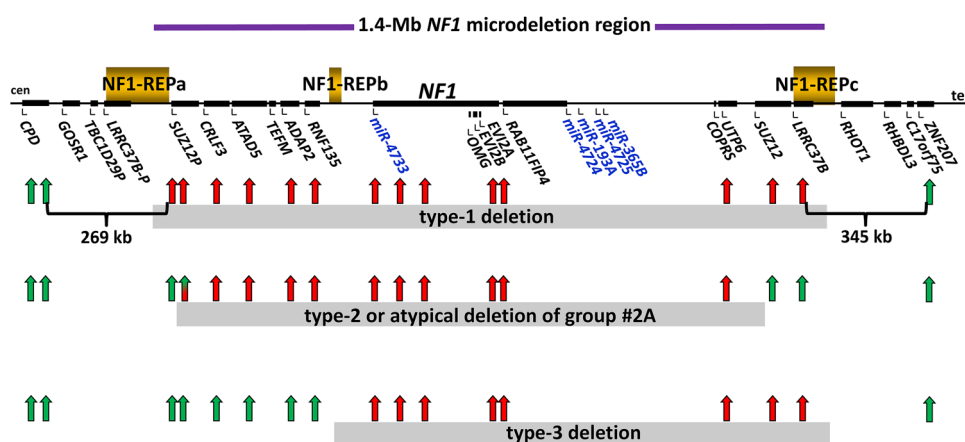 1.4-Mb NF1 microdeletion region
NF1-REPa
NF1-REPb
NF1
NF1-REPc
cen
te
CPD
GOSR1
TBC1D29P
LRRC37B-P
SUZ12P
CRLF3
ATAD5
TEFM
ADAP2
RNF135
miR-4733
OMG
EVI2B
EVI2A
RAB11FIP4
miR-4724
miR-193A
miR-4725
miR-365B
COPRS
UTP6
SUZ12
LRRC37B
RHOT1
RHBDL3
C17orf75
ZNF207
type-1 deletion
269 kb
345 kb
type-2 or atypical deletion of group #2A
type-3 deletion